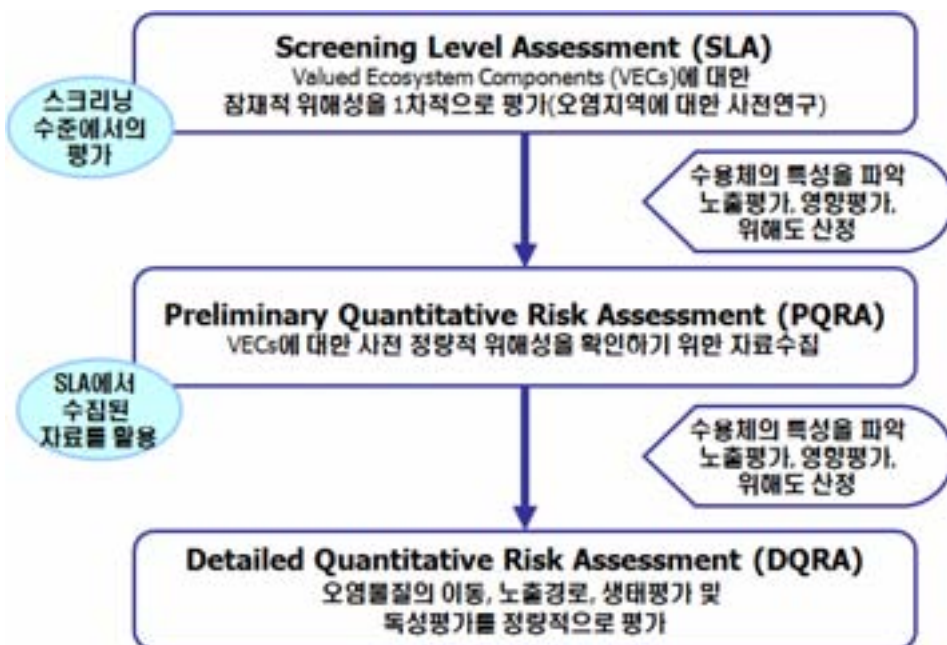 Screening Level Assessment (SLA)
Valued Ecosystem Components (VECs)에 대한
잠재적 위해성을 1차적으로 평가(오염지역에 대한 사전연구)
스크리닝
수준에서의
평가
수용체의 특성을 파악
노출평가, 영향평가,
위해도 산정
Preliminary Quantitative Risk Assessment (PQRA)
VECs에 대한 사전 정량적 위해성을 확인하기 위한 자료수집
SLA에서
수집된
자료를 활용
수용체의 특성을 파악
노출평가, 영향평가,
위해도 산정
Detailed Quantitative Risk Assessment (DQRA)
오염물질의 이동, 노출경로, 생태평가 및
독성평가를 정량적으로 평가